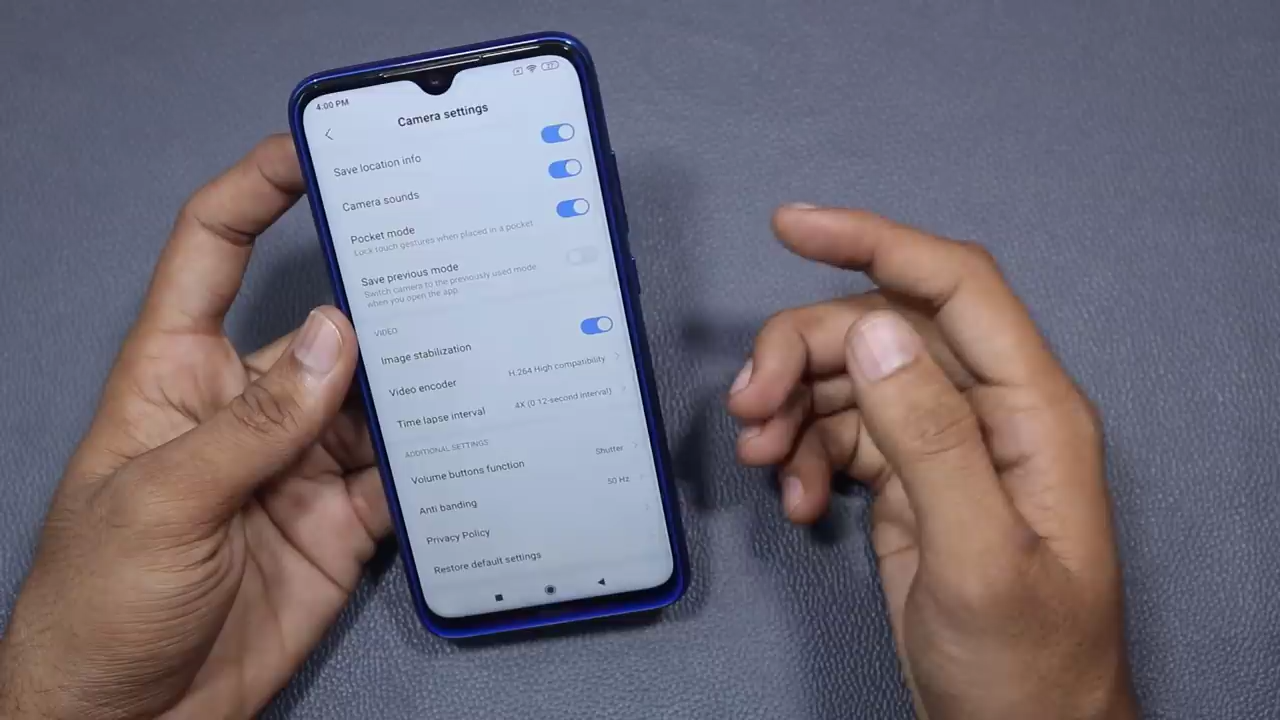 4:00 PM
Camera settings
Save location info
Camera sounds
Pocket mode
Lock touch gestures when placed in a pocket
Save previous mode
Switch camera to the previously used mode
when you open the app.
VIDEO
Image stabilization
Video encoder H.264 High compatibility
Time lapse interval 4X (0.12-second interval)
ADDITIONAL SETTINGS
Volume buttons function Shutter
Anti banding 50 Hz
Privacy Policy
Restore default settings